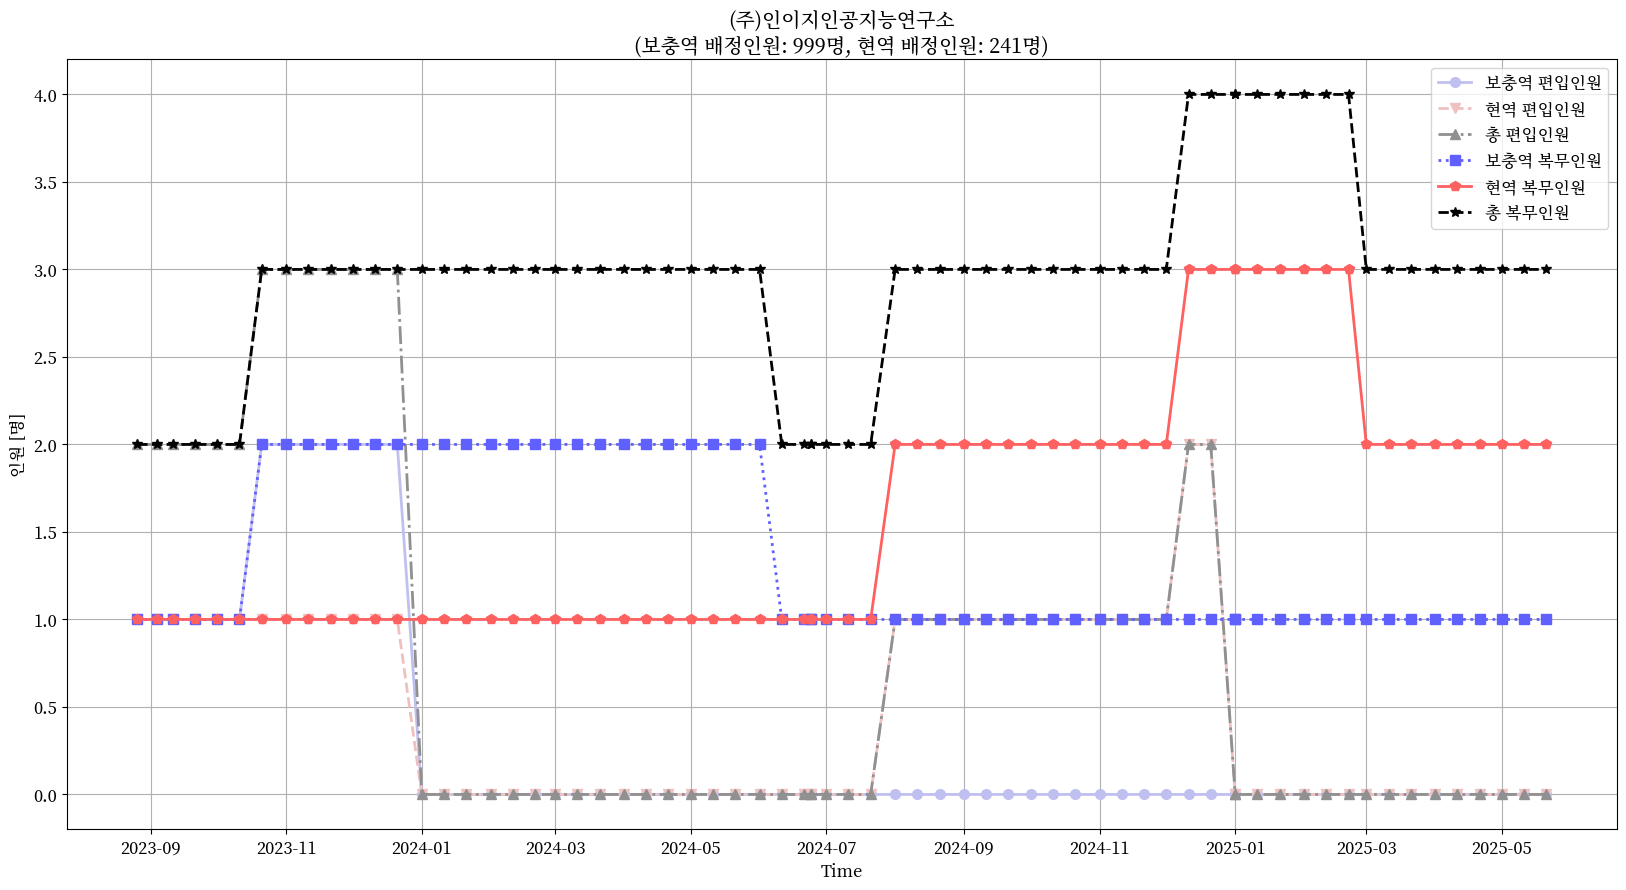 (주)인이지인공지능연구소
(보충역 배정인원: 999명, 현역 배정인원: 241명)
보충역 편입인원
현역 편입인원
총 편입인원
보충역 복무인원
현역 복무인원
총 복무인원
인원 [명]
4.0
3.5
3.0
2.5
2.0
1.5
1.0
0.5
0.0
2023-09 2023-11 2024-01 2024-03 2024-05 2024-07 2024-09 2024-11 2025-01 2025-03 2025-05
Time